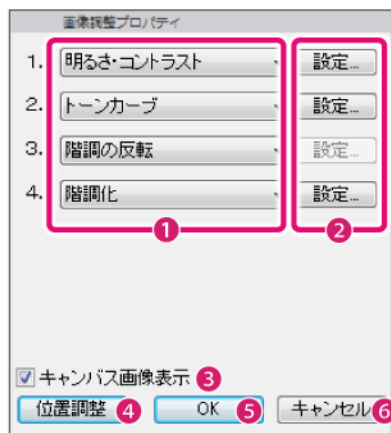 画像調整プロパティ
1. 明るさ・コントラスト 設定...
2. トーンカーブ 設定...
3. 階調の反転 設定...
4. 階調化 設定...
1 2
キャンバス画像表示 3
位置調整 4 OK 5 キャンセル 6